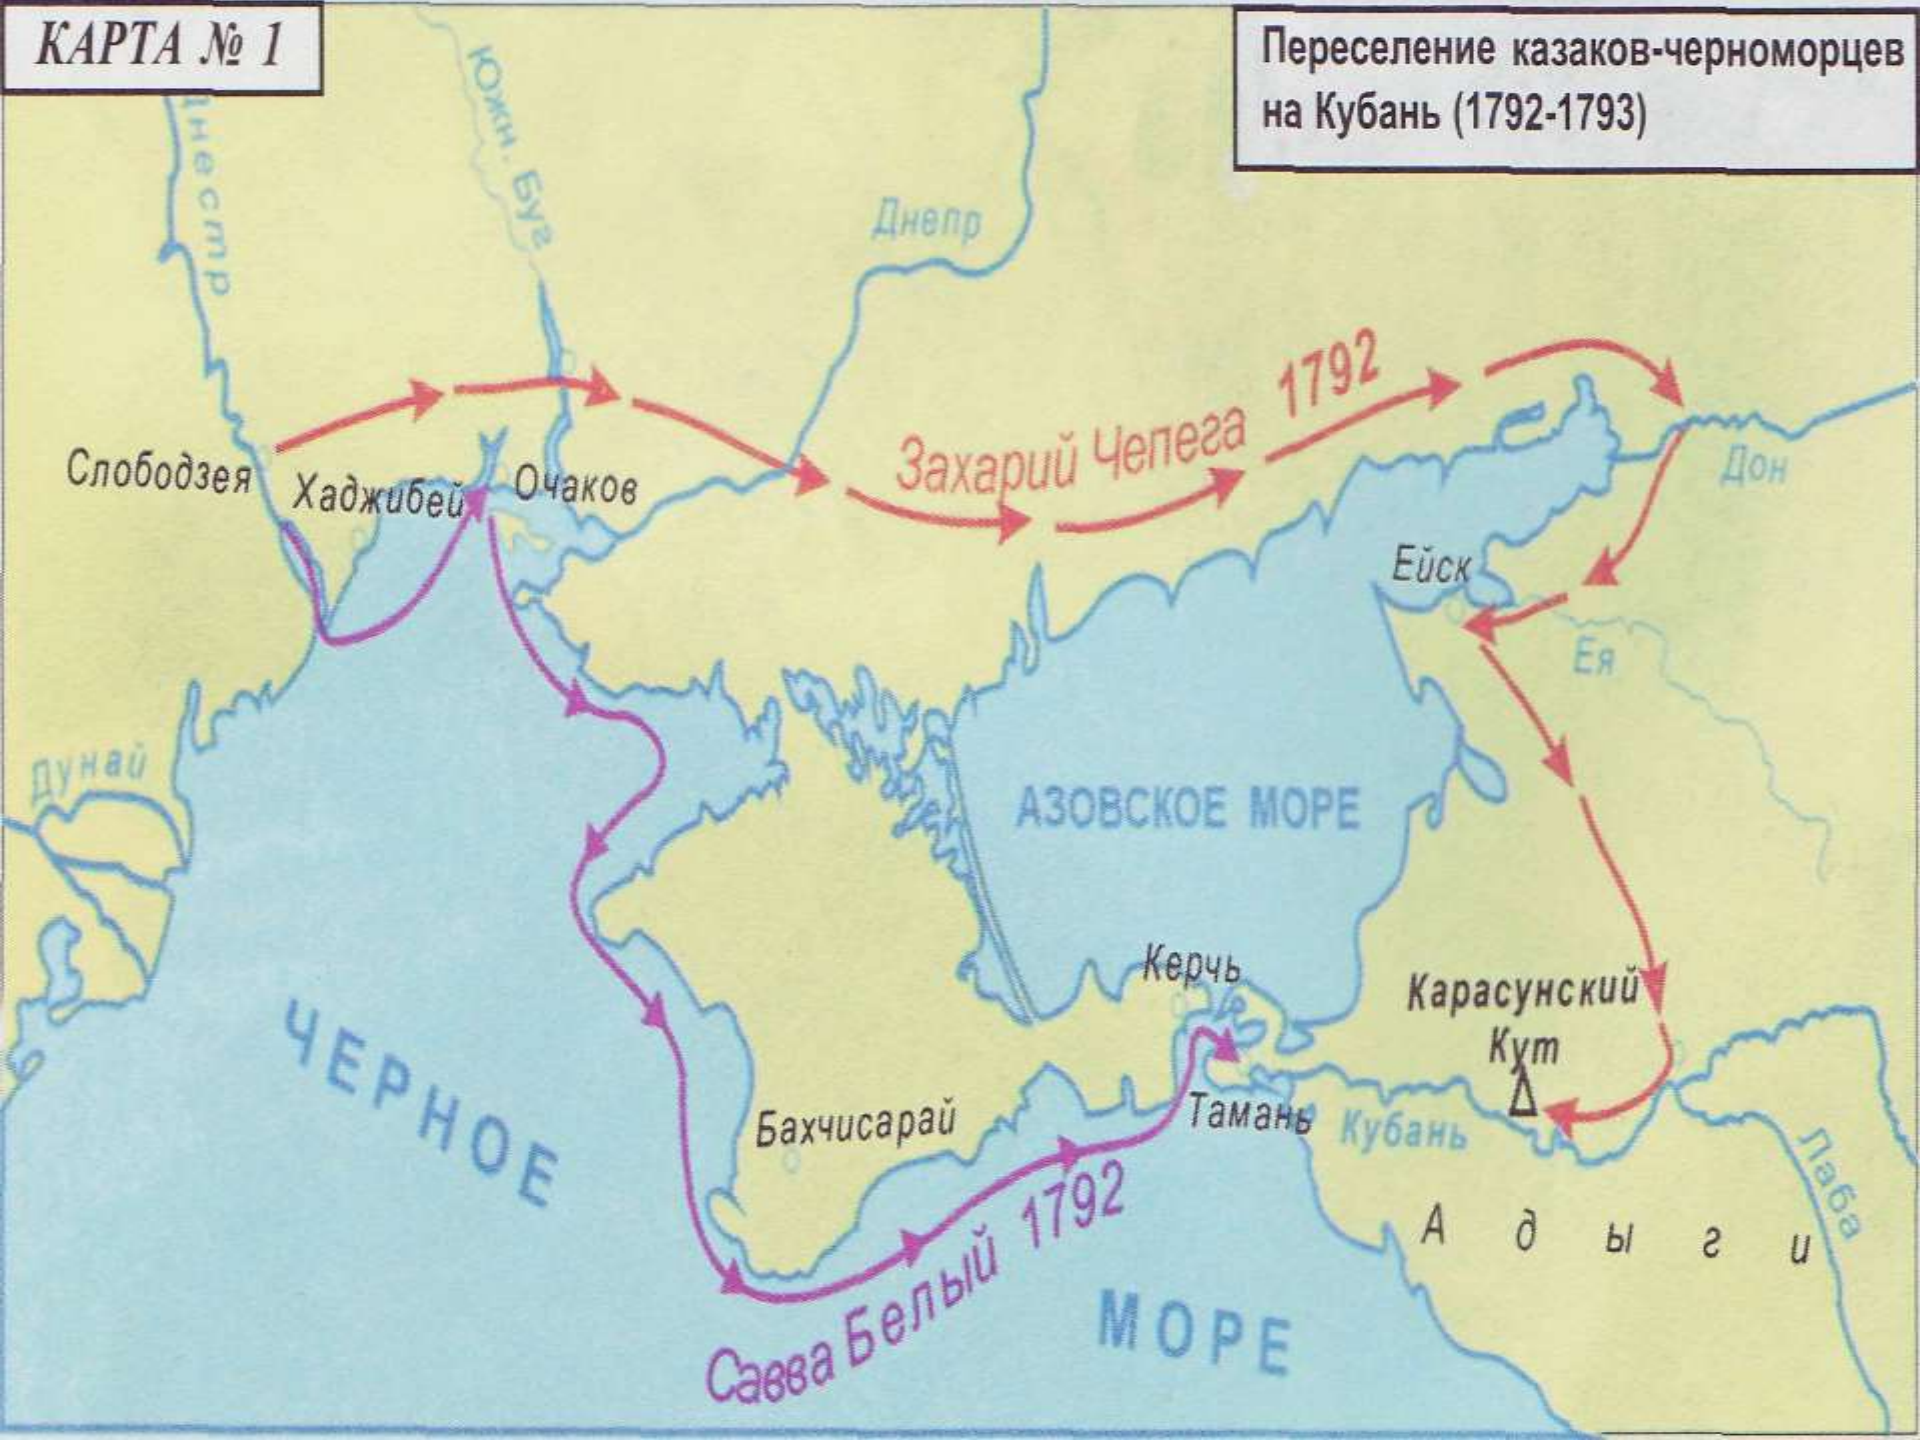 КАРТА № 1
Переселение казаков-черноморцев
на Кубань (1792-1793)
Днестр
Южн. Буг
Днепр
Захарий Чепега 1792
Слободзея
Хаджибей
Очаков
Дон
Ейск
Ея
Дунай
АЗОВСКОЕ МОРЕ
Керчь
Карасунский
Кут
ЧЕРНОЕ
Бахчисарай
Тамань
Кубань
Лаба
Адыги
Савва Белый 1792
МОРЕ